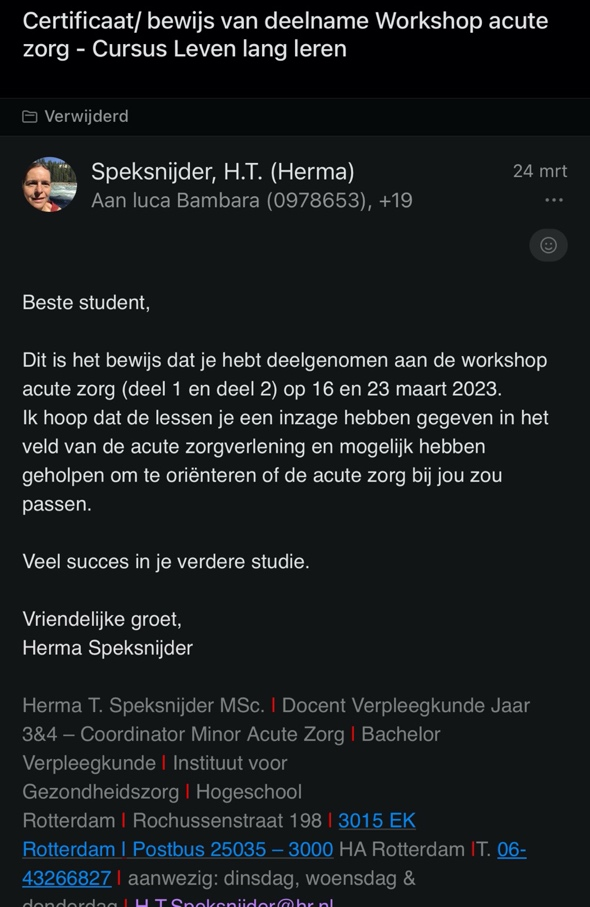 Certificaat/ bewijs van deelname Workshop acute
zorg - Cursus Leven lang leren
Verwijderd
Speksnijder, H.T. (Herma)
24 mrt
Aan luca Bambara (0978653), +19
Beste student,
Dit is het bewijs dat je hebt deelgenomen aan de workshop
acute zorg (deel 1 en deel 2) op 16 en 23 maart 2023.
Ik hoop dat de lessen je een inzage hebben gegeven in het
veld van de acute zorgverlening en mogelijk hebben
geholpen om te oriënteren of de acute zorg bij jou zou
passen.
Veel succes in je verdere studie.
Vriendelijke groet,
Herma Speksnijder
Herma T. Speksnijder MSc. | Docent Verpleegkunde Jaar
3&4 – Coordinator Minor Acute Zorg | Bachelor
Verpleegkunde | Instituut voor
Gezondheidszorg | Hogeschool
Rotterdam | Rochussenstraat 198 | 3015 EK
Rotterdam | Postbus 25035 – 3000 HA Rotterdam |T. 06-
43266827 | aanwezig: dinsdag, woensdag &
donderdag | H.T.Speksnijder@hr.nl